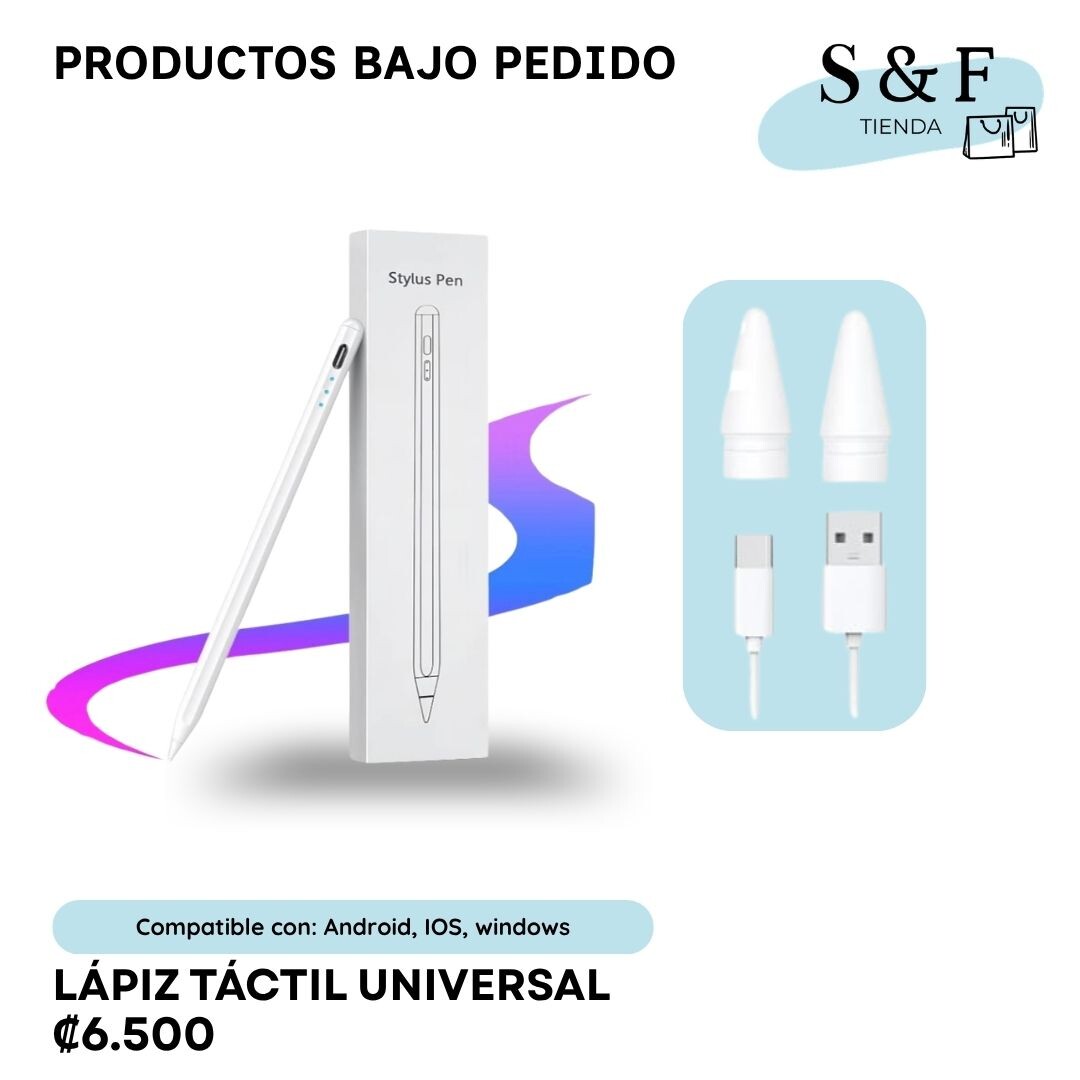 PRODUCTOS BAJO PEDIDO
S & F
TIENDA
Stylus Pen
Compatible con: Android, IOS, windows
LÁPIZ TÁCTIL UNIVERSAL
₡6.500